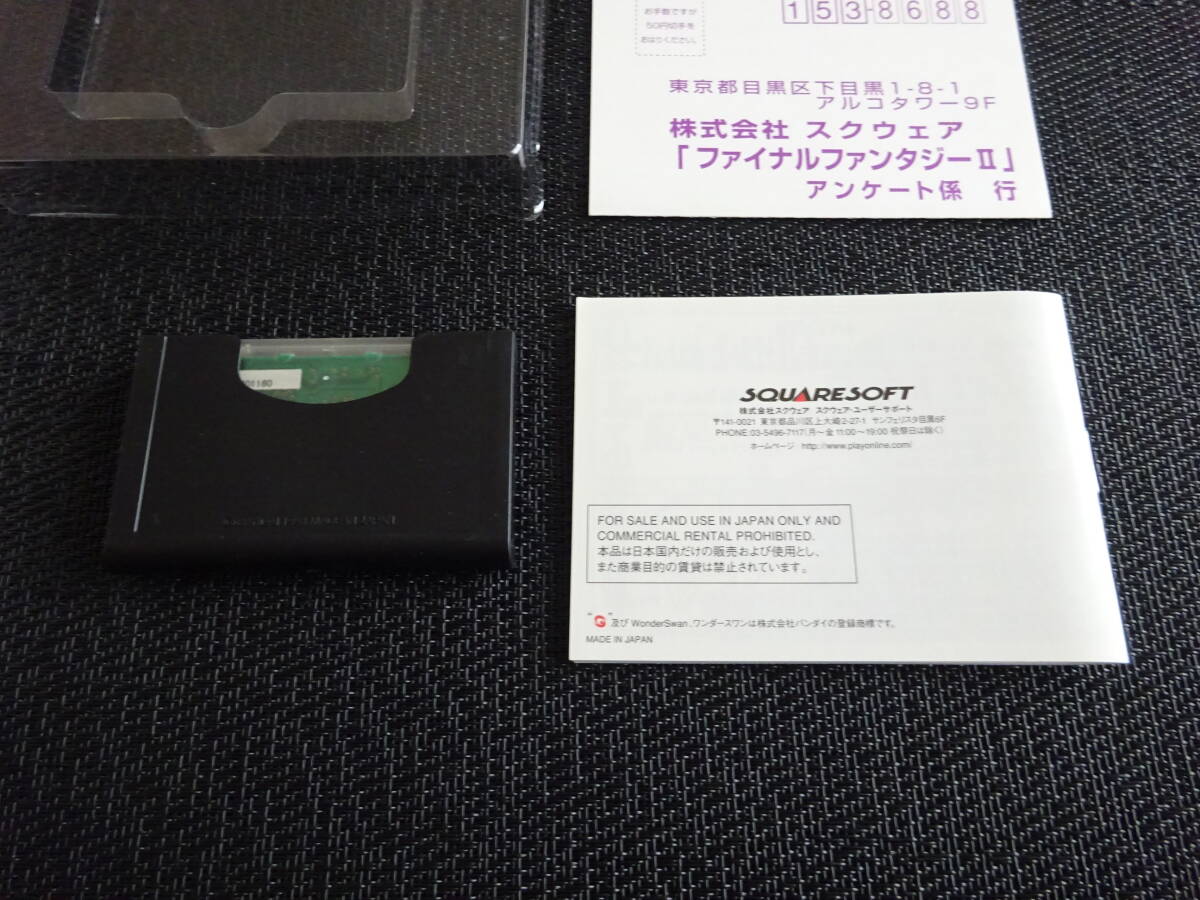 お手数ですが
50円切手を
おはりください。
153-8688
東京都目黒区下目黒1-8-1
アルコタワー9F
株式会社 スクウェア
「ファイナルファンタジーII」
アンケート係 行
01180
SQUARESOFT
株式会社スクウェア スクウェア・ユーザーサポート
〒141-0021 東京都品川区上大崎2-27-1 サンフェリスタ目黒8F
PHONE:03-5496-7117(月〜金 11:00〜19:00 祝祭日は除く)
ホームページ http://www.playonline.com/
FOR SALE AND USE IN JAPAN ONLY AND
COMMERCIAL RENTAL PROHIBITED.
本品は日本国内だけの販売および使用とし、
また商業目的の賃貸は禁止されています。
"G"及び WonderSwan、ワンダースワンは株式会社バンダイの登録商標です。
MADE IN JAPAN